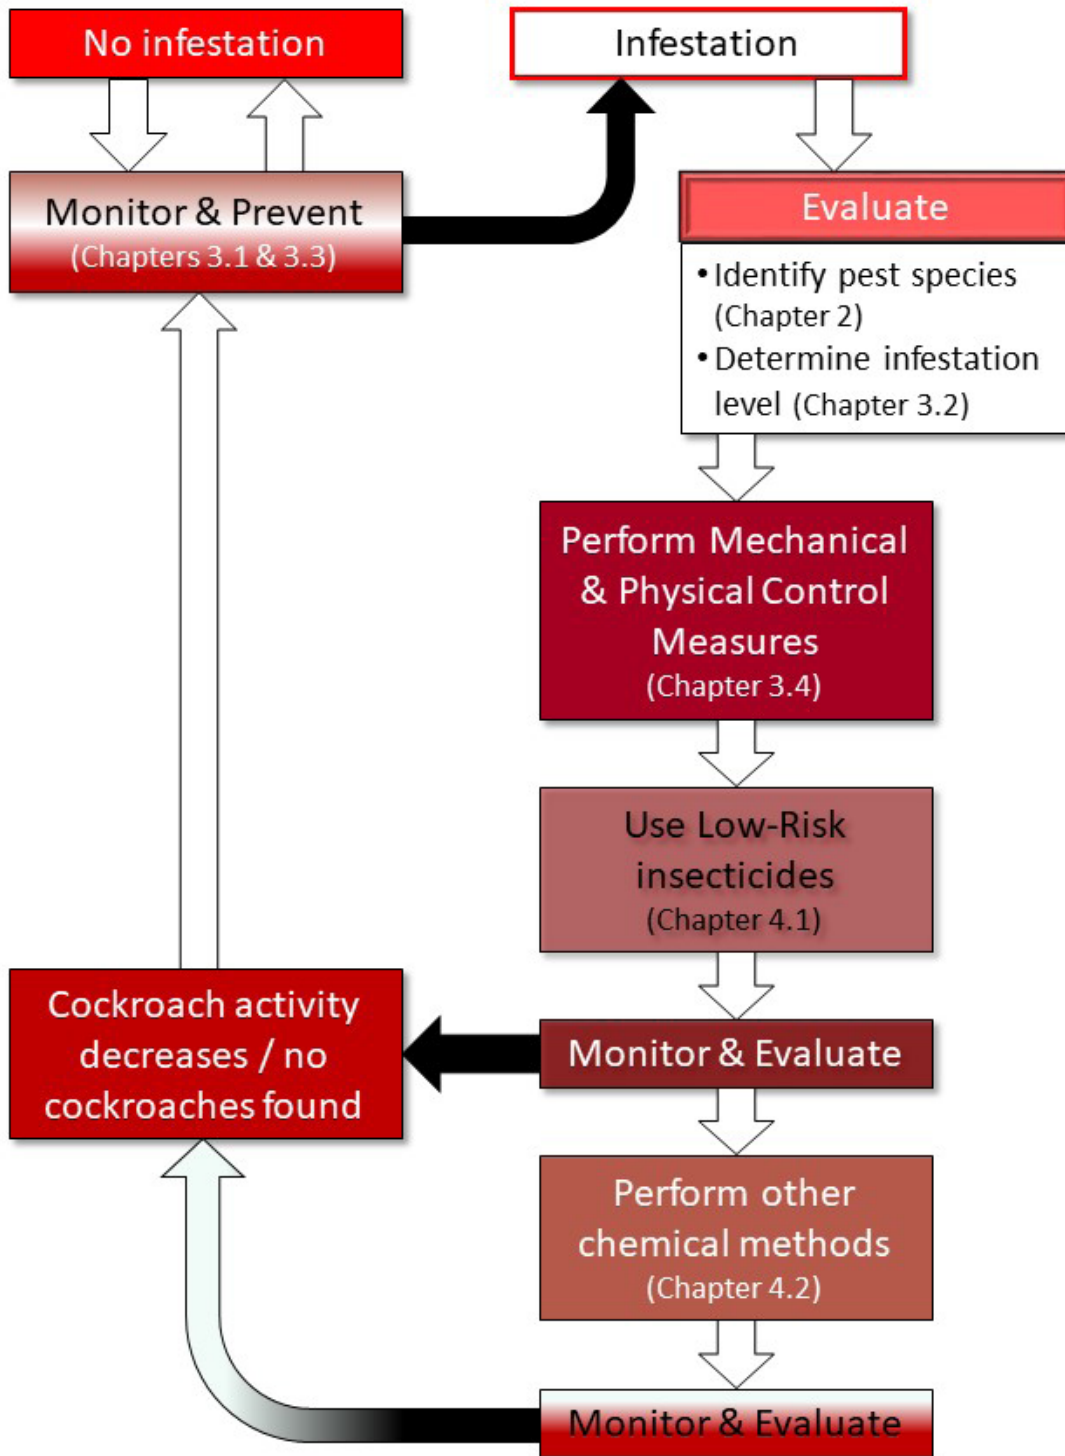 No infestation
Infestation
Monitor & Prevent
(Chapters 3.1 & 3.3)
Evaluate
• Identify pest species
(Chapter 2)
• Determine infestation
level (Chapter 3.2)
Perform Mechanical
& Physical Control
Measures
(Chapter 3.4)
Use Low-Risk
insecticides
(Chapter 4.1)
Cockroach activity
decreases / no
cockroaches found
Monitor & Evaluate
Perform other
chemical methods
(Chapter 4.2)
Monitor & Evaluate